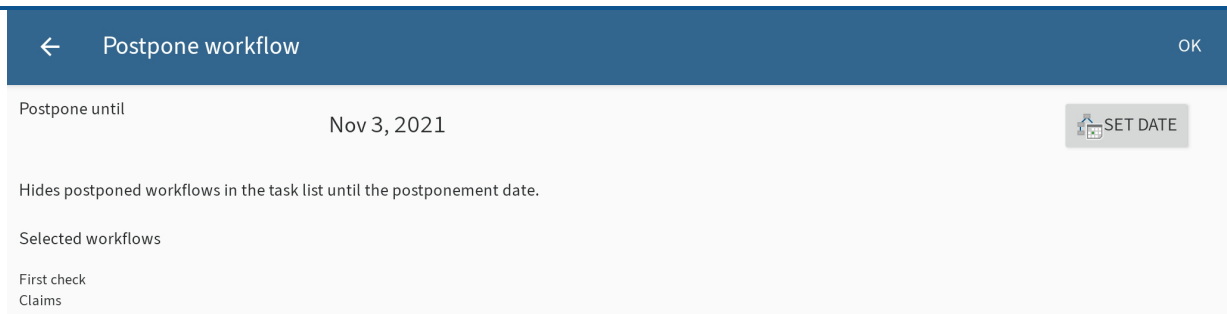 Postpone workflow
OK
Postpone until
Nov 3, 2021
SET DATE
Hides postponed workflows in the task list until the postponement date.
Selected workflows
First check
Claims